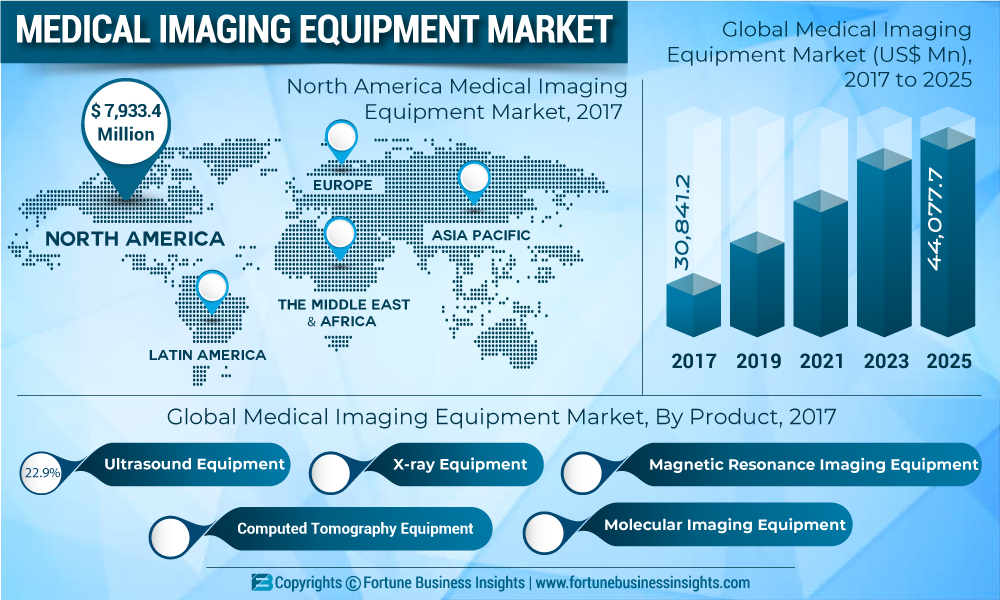 MEDICAL IMAGING EQUIPMENT MARKET
North America Medical Imaging
Equipment Market, 2017
$ 7,933.4
Million
EUROPE
NORTH AMERICA
ASIA PACIFIC
THE MIDDLE EAST
& AFRICA
LATIN AMERICA
Global Medical Imaging
Equipment Market (US$ Mn),
2017 to 2025
30,841.2
44,077.7
2017 2019 2021 2023 2025
Global Medical Imaging Equipment Market, By Product, 2017
22.9% Ultrasound Equipment
X-ray Equipment
Magnetic Resonance Imaging Equipment
Computed Tomography Equipment
Molecular Imaging Equipment
Copyrights © Fortune Business Insights | www.fortunebusinessinsights.com